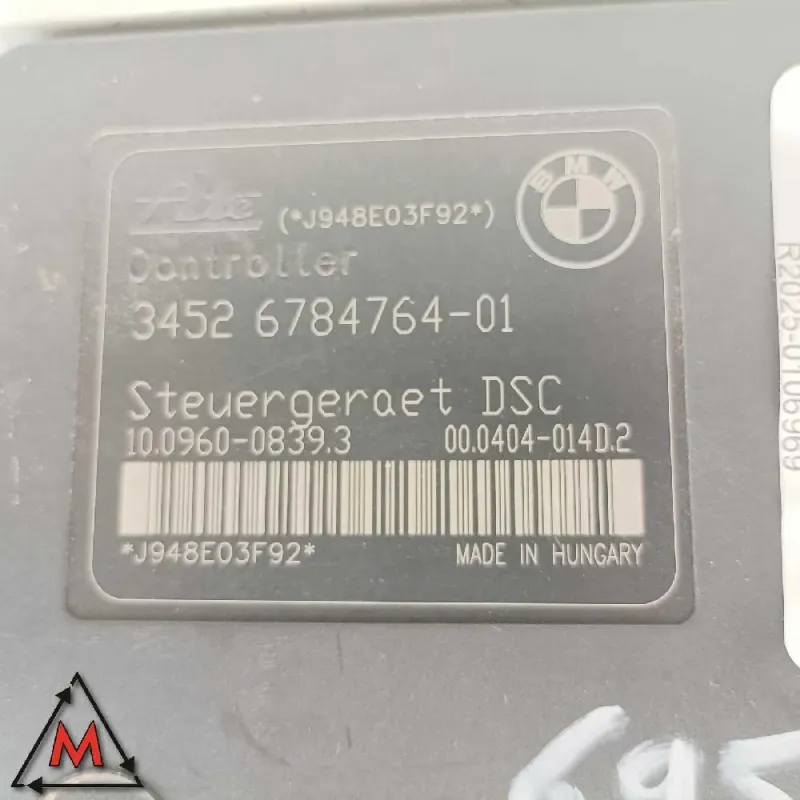 Ate
(*J948E03F92*)
BMW
Controller
3452 6784764-01
Steuergeraet DSC
10.0960-0839.3
00.0404-014D.2
*J948E03F92*
MADE IN HUNGARY
R2025-0106969
M